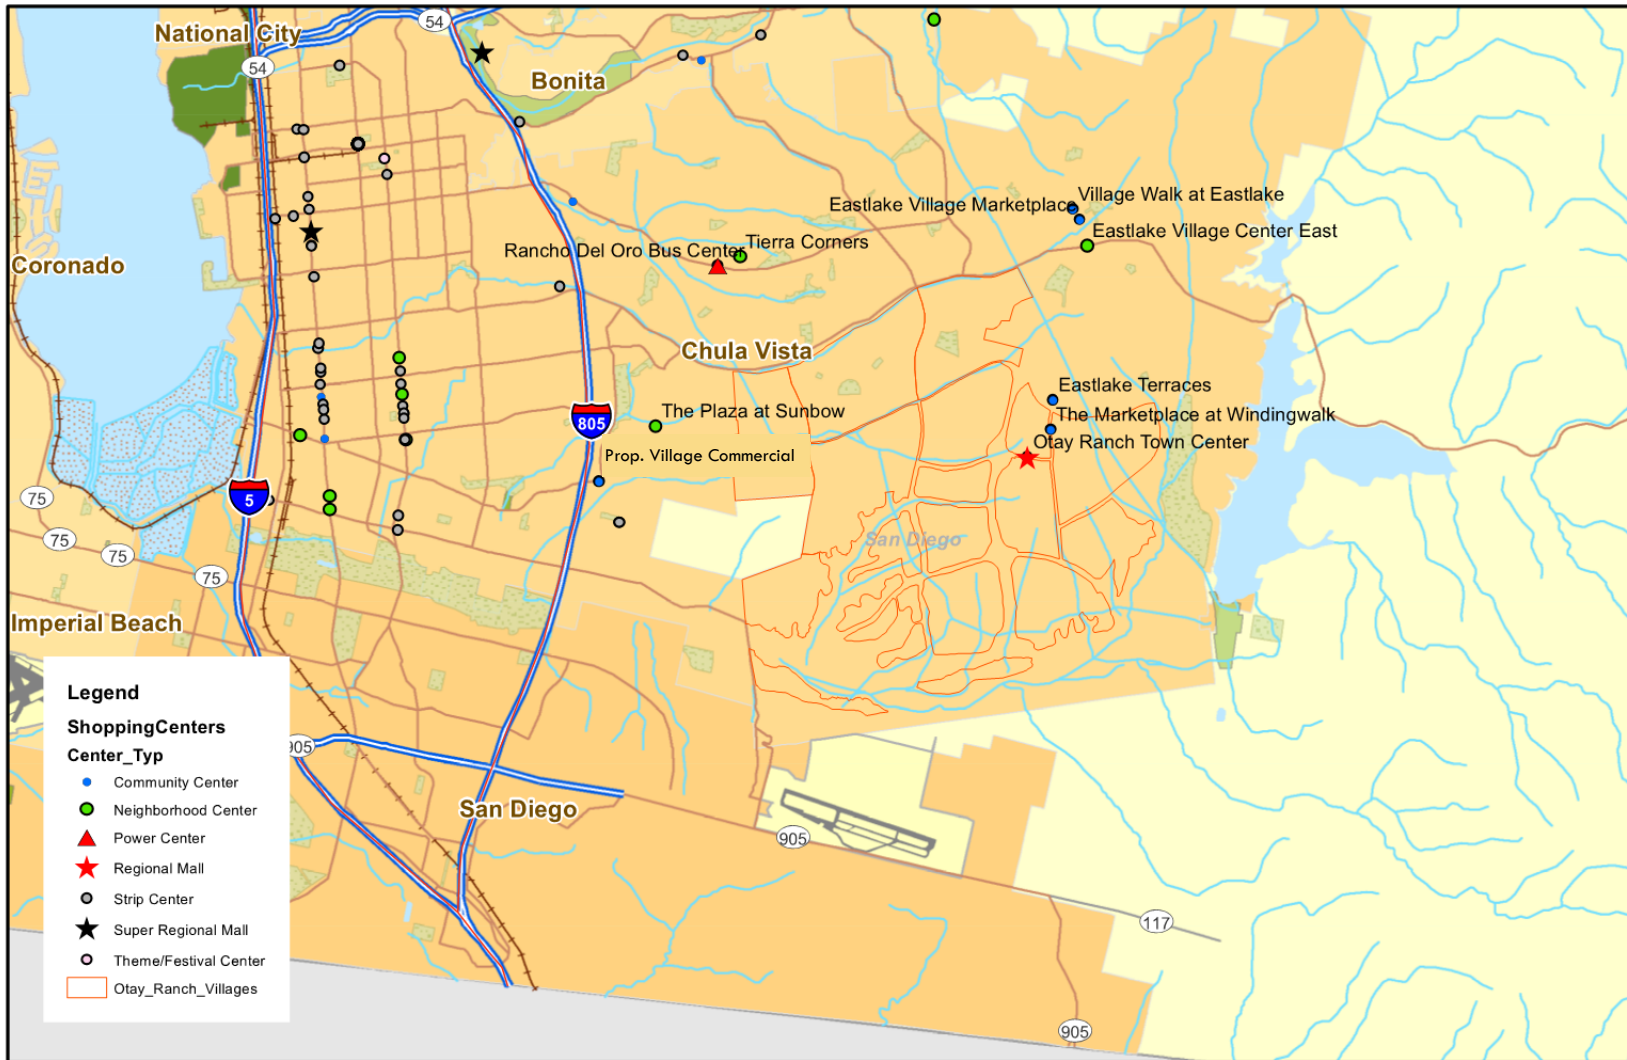 54
National City
54
Bonita
Village Walk at Eastlake
Eastlake Village Marketplace
Eastlake Village Center East
Tierra Corners
Rancho Del Oro Bus Center
Coronado
Chula Vista
Eastlake Terraces
The Plaza at Sunbow
The Marketplace at Windingwalk
805
Otay Ranch Town Center
Prop. Village Commercial
75
5
75
75
San Diego
75
Imperial Beach
905
San Diego
905
117
905
Legend
ShoppingCenters
Center_Typ
Community Center
Neighborhood Center
Power Center
Regional Mall
Strip Center
Super Regional Mall
Theme/Festival Center
Otay_Ranch_Villages